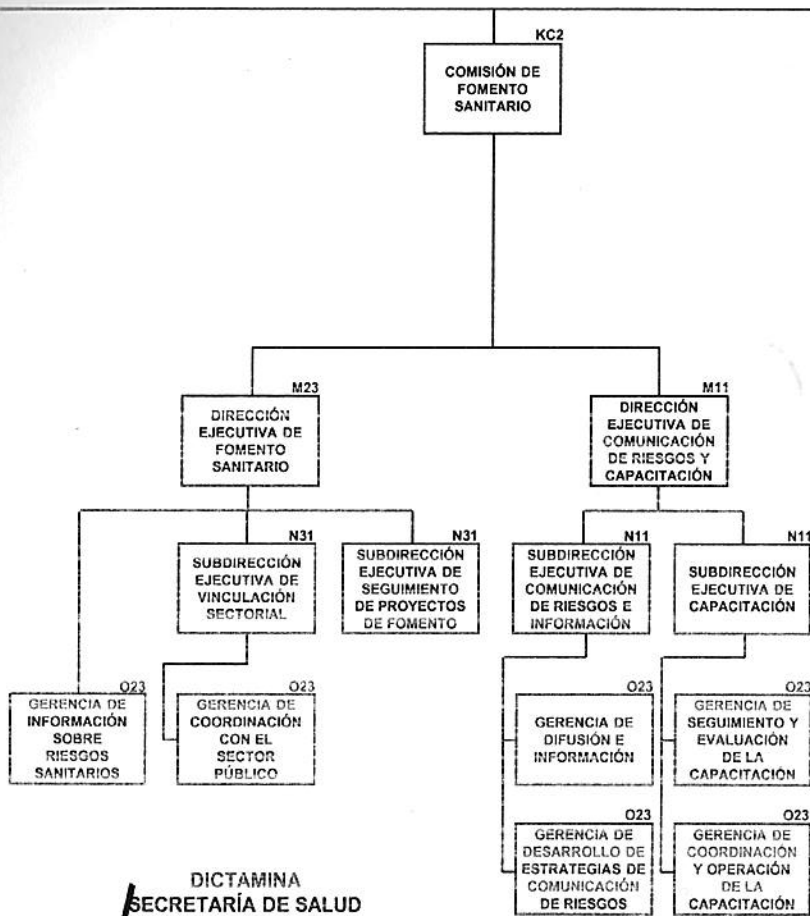 KC2
COMISIÓN DE
FOMENTO
SANITARIO
M23
DIRECCIÓN
EJECUTIVA DE
FOMENTO
SANITARIO
M11
DIRECCIÓN
EJECUTIVA DE
COMUNICACIÓN
DE RIESGOS Y
CAPACITACIÓN
N31
SUBDIRECCIÓN
EJECUTIVA DE
VINCULACIÓN
SECTORIAL
N31
SUBDIRECCIÓN
EJECUTIVA DE
SEGUIMIENTO
DE PROYECTOS
DE FOMENTO
N11
SUBDIRECCIÓN
EJECUTIVA DE
COMUNICACIÓN
DE RIESGOS E
INFORMACIÓN
N11
SUBDIRECCIÓN
EJECUTIVA DE
CAPACITACIÓN
O23
GERENCIA DE
INFORMACIÓN
SOBRE
RIESGOS
SANITARIOS
O23
GERENCIA DE
COORDINACIÓN
CON EL
SECTOR
PÚBLICO
O23
GERENCIA DE
DIFUSIÓN E
INFORMACIÓN
O23
GERENCIA DE
SEGUIMIENTO Y
EVALUACIÓN
DE LA
CAPACITACIÓN
O23
GERENCIA DE
DESARROLLO DE
ESTRATEGIAS DE
COMUNICACIÓN
DE RIESGOS
O23
GERENCIA DE
COORDINACIÓN
Y OPERACIÓN
DE LA
CAPACITACIÓN
DICTAMINA
SECRETARÍA DE SALUD